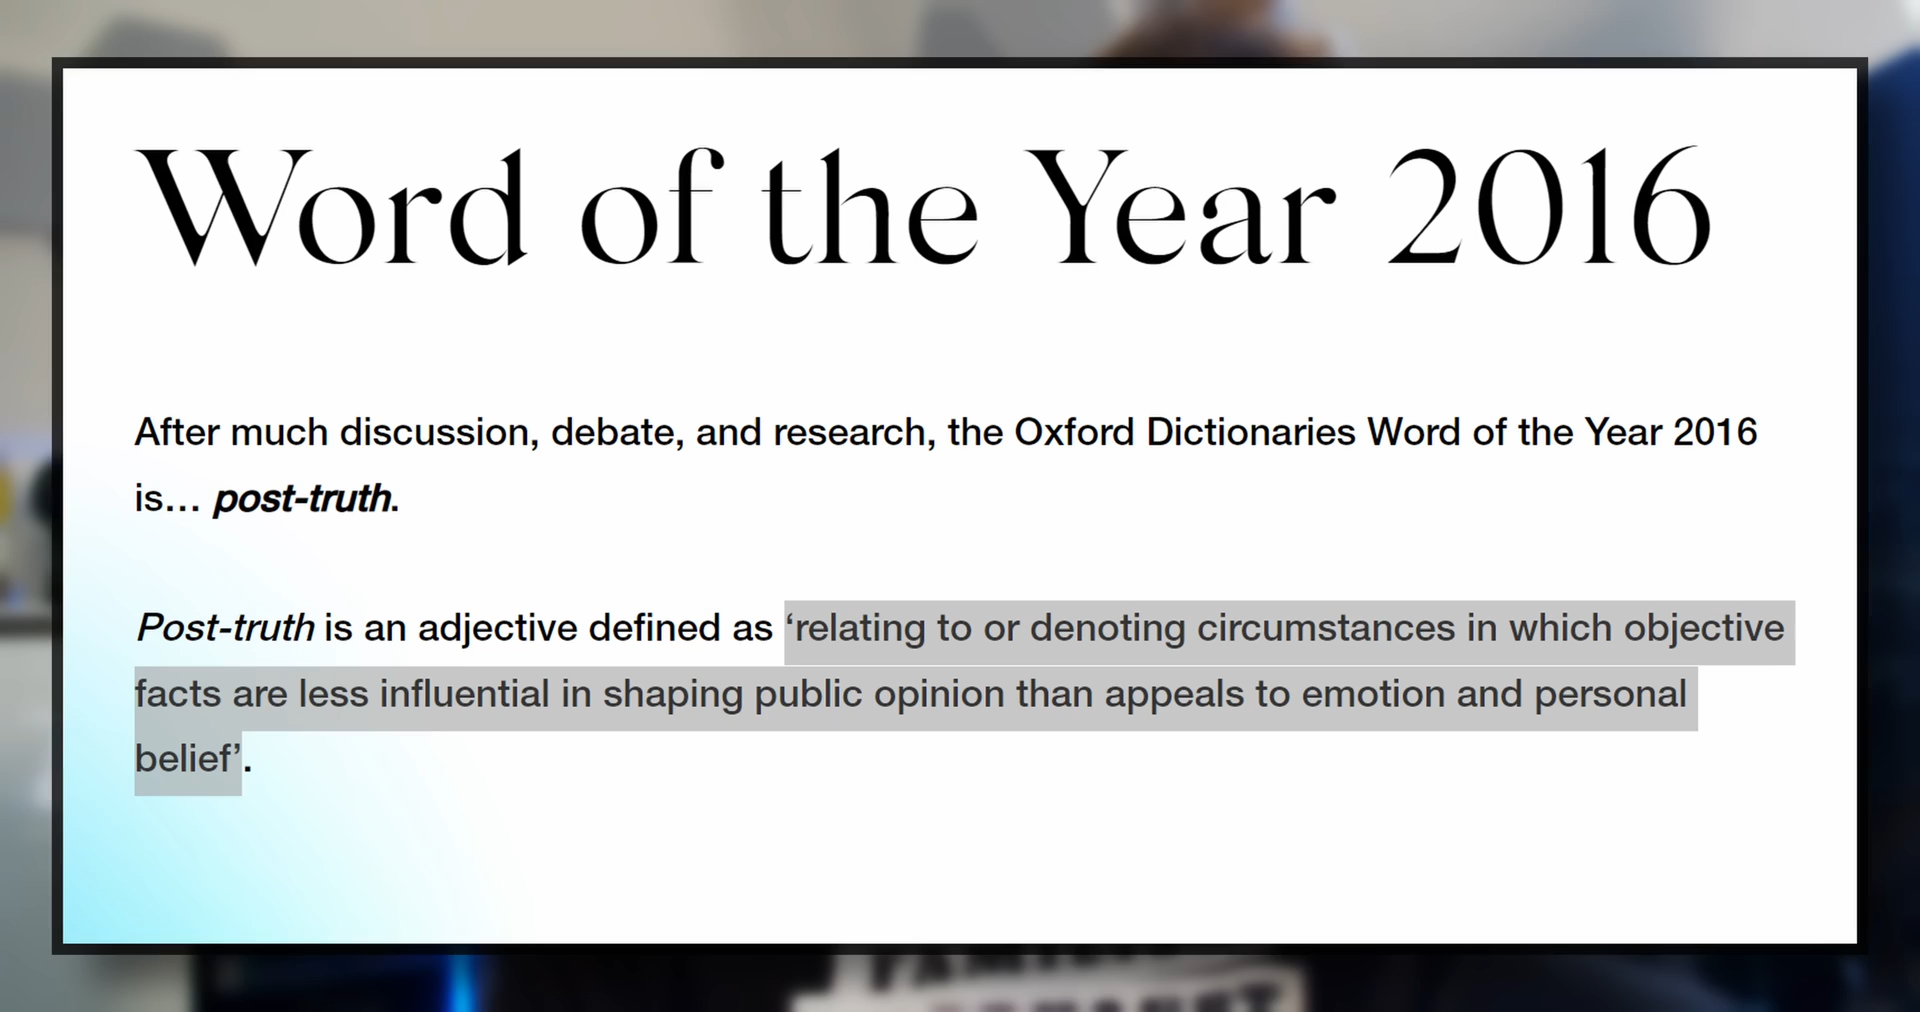 Word of the Year 2016
After much discussion, debate, and research, the Oxford Dictionaries Word of the Year 2016
is… post-truth.
Post-truth is an adjective defined as ‘relating to or denoting circumstances in which objective
facts are less influential in shaping public opinion than appeals to emotion and personal
belief’.